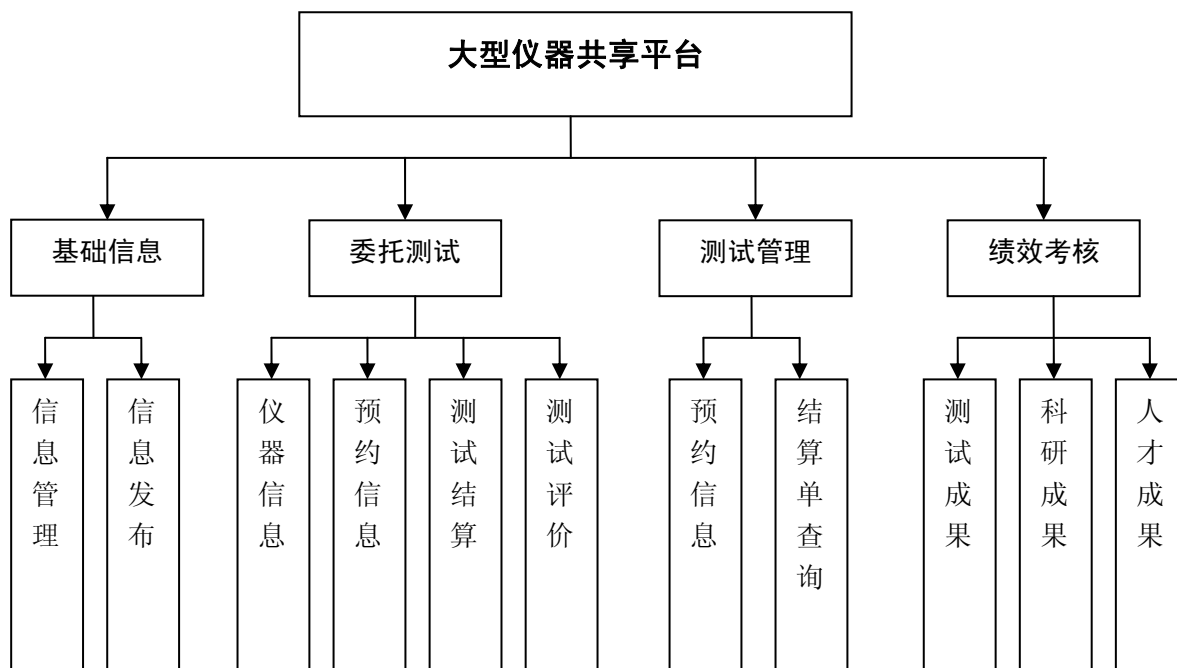 大型仪器共享平台
基础信息
委托测试
测试管理
绩效考核
信息管理
信息发布
仪器信息
预约信息
测试结算
测试评价
预约信息
结算单查询
测试成果
科研成果
人才成果